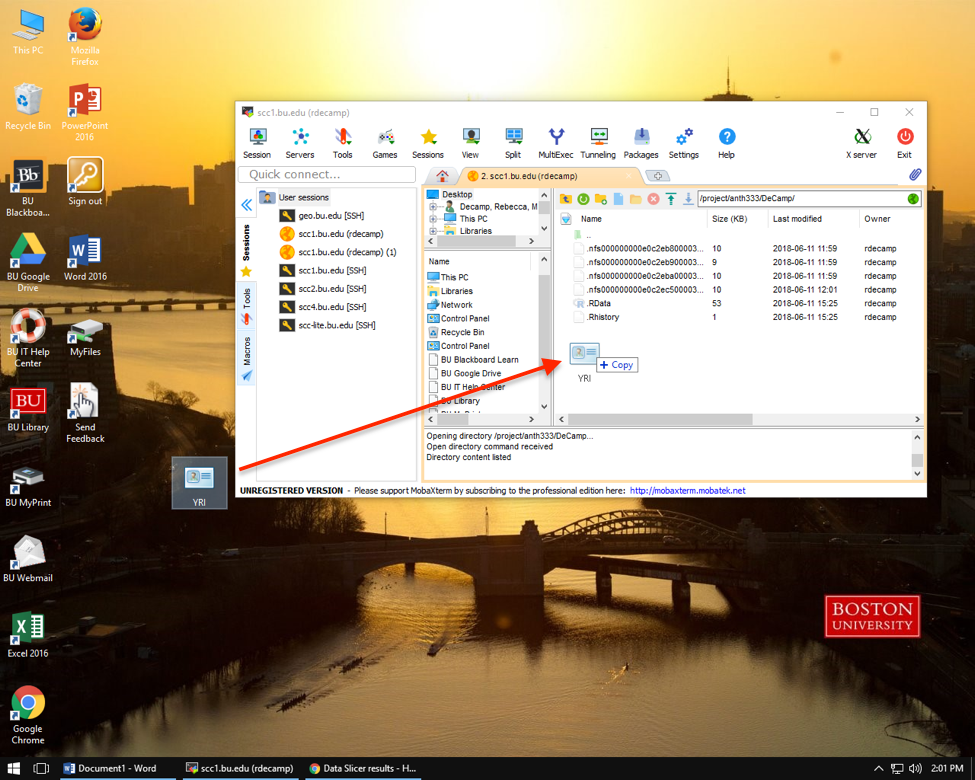 This PC
Mozilla
Firefox
Recycle Bin
PowerPoint
2016
Bb
BU
Blackboa...
Sign out
BU Google
Drive
Word 2016
BU IT Help
Center
MyFiles
BU
BU Library
Send
Feedback
BU MyPrint
YRI
BU Webmail
Excel 2016
Google
Chrome
scc1.bu.edu (rdecamp)
Session
Servers
Tools
Games
Sessions
View
Split
MultiExec
Tunneling
Packages
Settings
Help
X server
Exit
Quick connect...
2. scc1.bu.edu (rdecamp)
Sessions
Tools
Macros
User sessions
geo.bu.edu [SSH]
scc1.bu.edu (rdecamp)
scc1.bu.edu (rdecamp) (1)
scc1.bu.edu [SSH]
scc2.bu.edu [SSH]
scc4.bu.edu [SSH]
scc-lite.bu.edu [SSH]
Desktop
Decamp, Rebecca, M
This PC
Libraries
Name
This PC
Libraries
Network
Control Panel
Recycle Bin
Control Panel
BU Blackboard Learn
BU Google Drive
BU IT Help Center
BU Library
/project/anth333/DeCamp/
Name Size (KB) Last modified Owner
..
.nfs000000000e0c2eb800003... 10 2018-06-11 11:59 rdecamp
.nfs000000000e0c2eb900003... 9 2018-06-11 11:59 rdecamp
.nfs000000000e0c2eba00003... 10 2018-06-11 11:59 rdecamp
.nfs000000000e0c2ec500003... 10 2018-06-11 12:01 rdecamp
.RData 53 2018-06-11 15:25 rdecamp
.Rhistory 1 2018-06-11 15:25 rdecamp
+ Copy
YRI
Opening directory /project/anth333/DeCamp...
Open directory command received
Directory content listed
UNREGISTERED VERSION - Please support MobaXterm by subscribing to the professional edition here: http://mobaxterm.mobatek.net
BOSTON
UNIVERSITY
Document1 - Word
scc1.bu.edu (rdecamp)
Data Slicer results - H...
2:01 PM